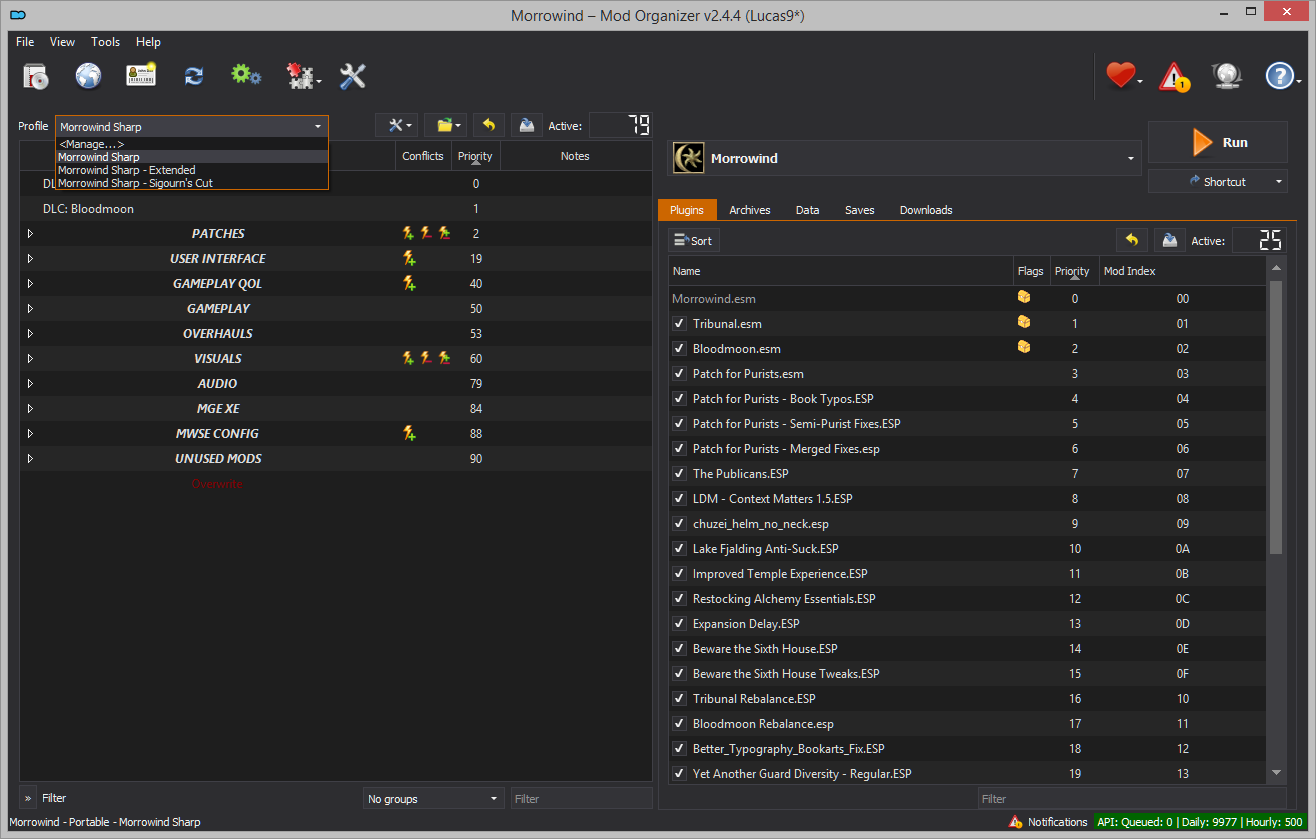 Morrowind – Mod Organizer v2.4.4 (Lucas9*)
File View Tools Help
1
Profile Morrowind Sharp
<Manage...>
Morrowind Sharp
Morrowind Sharp - Extended
Morrowind Sharp - Sigourn's Cut
Active: 79
Conflicts Priority Notes
DL 0
DLC: Bloodmoon 1
PATCHES 2
USER INTERFACE 19
GAMEPLAY QOL 40
GAMEPLAY 50
OVERHAULS 53
VISUALS 60
AUDIO 79
MGE XE 84
MWSE CONFIG 88
UNUSED MODS 90
Overwrite
» Filter No groups Filter
Morrowind
Run
Shortcut
Plugins Archives Data Saves Downloads
Sort Active: 25
Name Flags Priority Mod Index
Morrowind.esm 0 00
Tribunal.esm 1 01
Bloodmoon.esm 2 02
Patch for Purists.esm 3 03
Patch for Purists - Book Typos.ESP 4 04
Patch for Purists - Semi-Purist Fixes.ESP 5 05
Patch for Purists - Merged Fixes.esp 6 06
The Publicans.ESP 7 07
LDM - Context Matters 1.5.ESP 8 08
chuzei_helm_no_neck.esp 9 09
Lake Fjalding Anti-Suck.ESP 10 0A
Improved Temple Experience.ESP 11 0B
Restocking Alchemy Essentials.ESP 12 0C
Expansion Delay.ESP 13 0D
Beware the Sixth House.ESP 14 0E
Beware the Sixth House Tweaks.ESP 15 0F
Tribunal Rebalance.ESP 16 10
Bloodmoon Rebalance.esp 17 11
Better_Typography_Bookarts_Fix.ESP 18 12
Yet Another Guard Diversity - Regular.ESP 19 13
Filter
Morrowind - Portable - Morrowind Sharp
Notifications API: Queued: 0 | Daily: 9977 | Hourly: 500